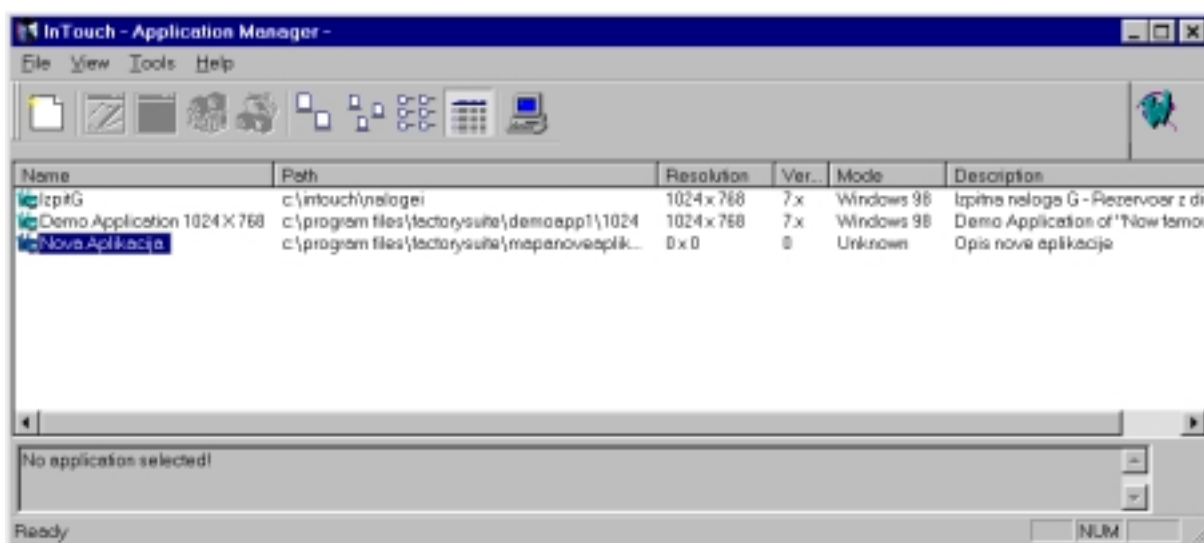 InTouch - Application Manager -
File View Tools Help
Name Path Resolution Ver... Mode Description
IzpitG c:\intouch\nalogei 1024 x 768 7.x Windows 98 Izpitna naloga G - Rezervoar z di
Demo Application 1024 X 768 c:\program files\factorysuite\demoapp1\1024 1024 x 768 7.x Windows 98 Demo Application of "Now famo
Nova Aplikacija c:\program files\factorysuite\mapanoveaplik... 0 x 0 0 Unknown Opis nove aplikacije
No application selected!
Ready NUM